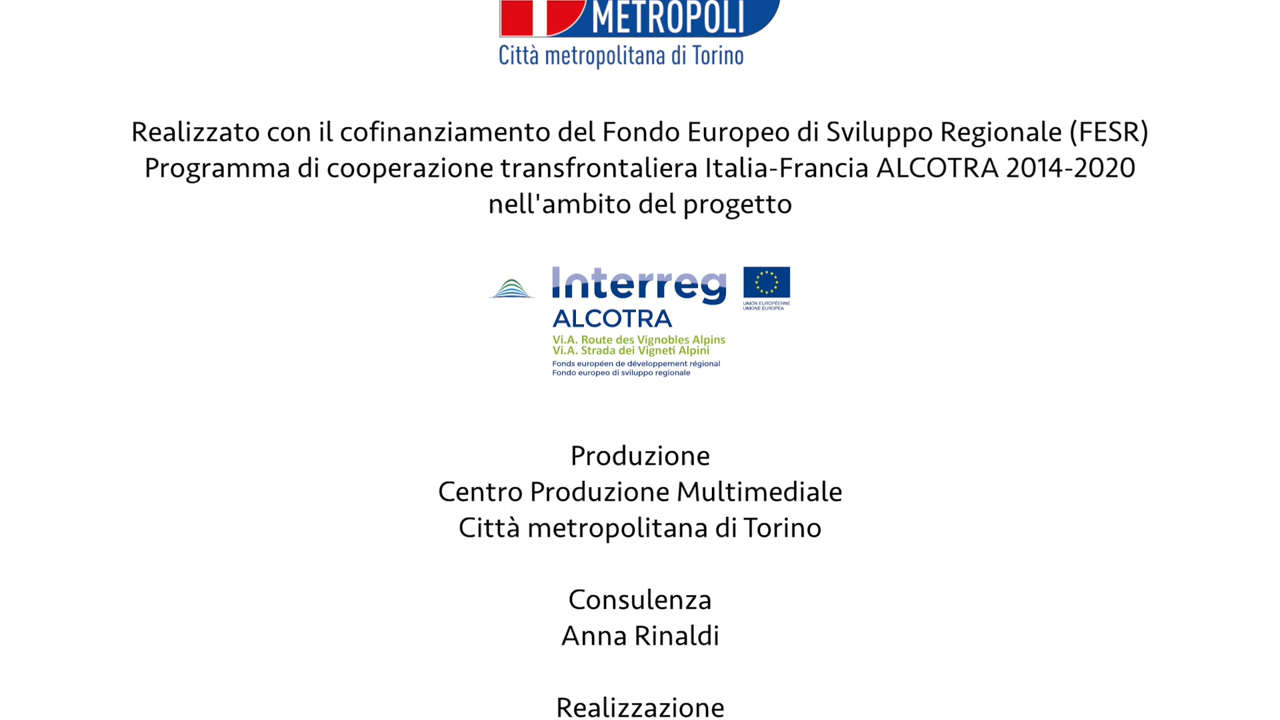 METROPOLI
Città metropolitana di Torino
Realizzato con il cofinanziamento del Fondo Europeo di Sviluppo Regionale (FESR)
Programma di cooperazione transfrontaliera Italia-Francia ALCOTRA 2014-2020
nell'ambito del progetto
Interreg
UNION EUROPÉENNE
UNIONE EUROPEA
ALCOTRA
Vi.A. Route des Vignobles Alpins
Vi.A. Strada dei Vigneti Alpini
Fonds européen de développement régional
Fondo europeo di sviluppo regionale
Produzione
Centro Produzione Multimediale
Città metropolitana di Torino
Consulenza
Anna Rinaldi
Realizzazione